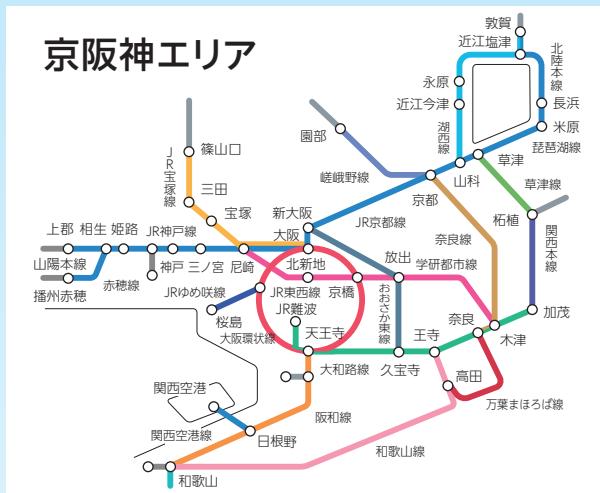 京阪神エリア
敦賀
近江塩津
北陸本線
永原
近江今津
長浜
湖西線
米原
琵琶湖線
園部
嵯峨野線
山科
草津
草津線
京都
柘植
JR宝塚線
篠山口
三田
宝塚
新大阪
大阪
JR京都線
奈良線
関西本線
上郡
相生
姫路
JR神戸線
山陽本線
播州赤穂
赤穂線
神戸
三ノ宮
尼崎
北新地
放出
学研都市線
JRゆめ咲線
JR東西線
京橋
JR難波
おおさか東線
桜島
大阪環状線
天王寺
王寺
奈良
木津
加茂
大和路線
久宝寺
高田
万葉まほろば線
関西空港
阪和線
関西空港線
日根野
和歌山線
和歌山